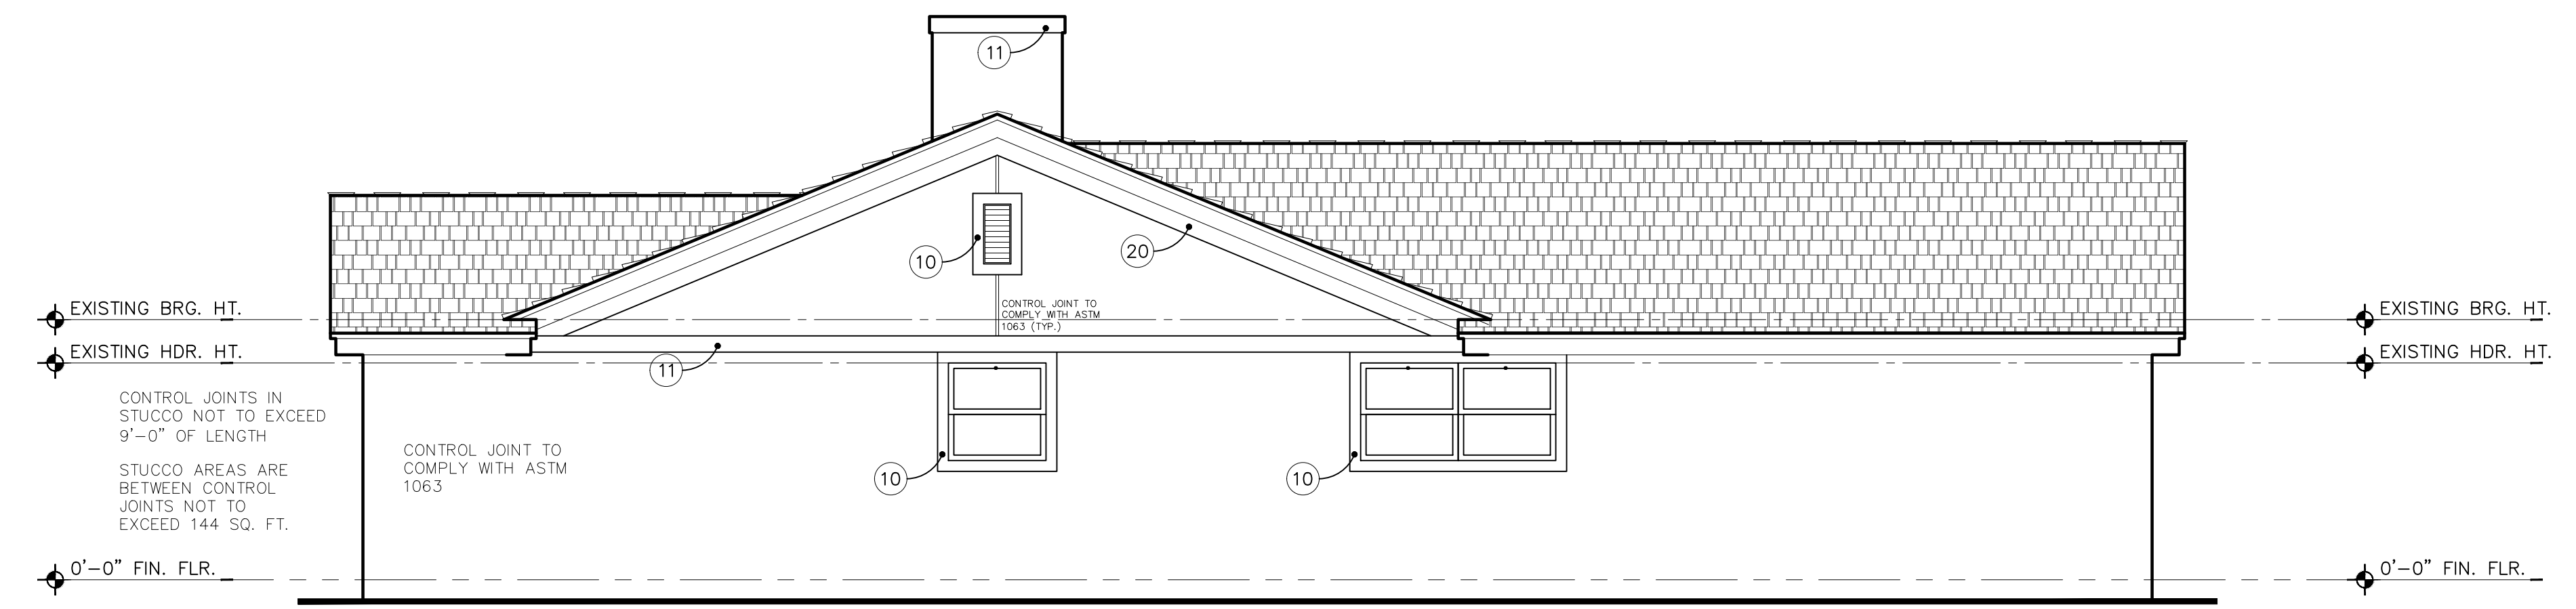 11
10
20
CONTROL JOINT TO
COMPLY WITH ASTM
1063 (TYP.)
EXISTING BRG. HT.
EXISTING BRG. HT.
EXISTING HDR. HT.
EXISTING HDR. HT.
11
CONTROL JOINTS IN
STUCCO NOT TO EXCEED
9'-0" OF LENGTH
STUCCO AREAS ARE
BETWEEN CONTROL
JOINTS NOT TO
EXCEED 144 SQ. FT.
CONTROL JOINT TO
COMPLY WITH ASTM
1063
10
10
0'-0" FIN. FLR.
0'-0" FIN. FLR.